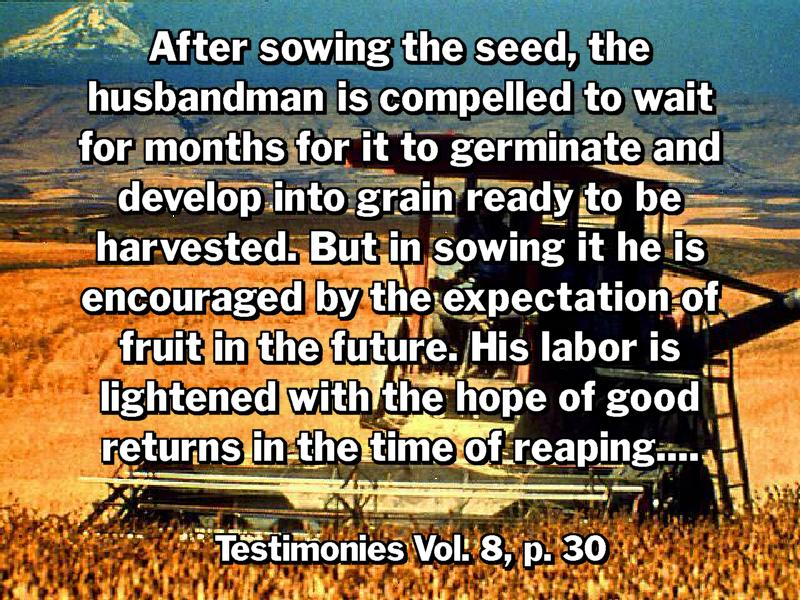 After sowing the seed, the
husbandman is compelled to wait
for months for it to germinate and
develop into grain ready to be
harvested. But in sowing it he is
encouraged by the expectation of
fruit in the future. His labor is
lightened with the hope of good
returns in the time of reaping....
Testimonies Vol. 8, p. 30